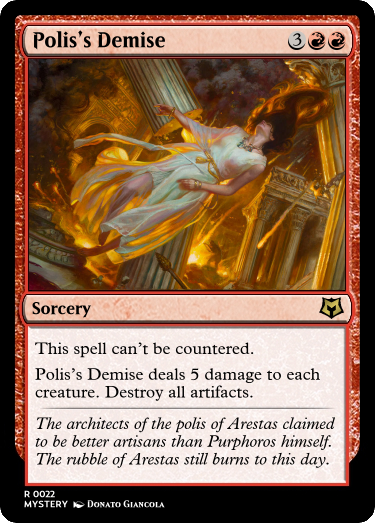 Polis's Demise 3
Sorcery
This spell can't be countered.
Polis's Demise deals 5 damage to each
creature. Destroy all artifacts.
The architects of the polis of Arestas claimed
to be better artisans than Purphoros himself.
The rubble of Arestas still burns to this day.
R 0022
MYSTERY Donato Giancola